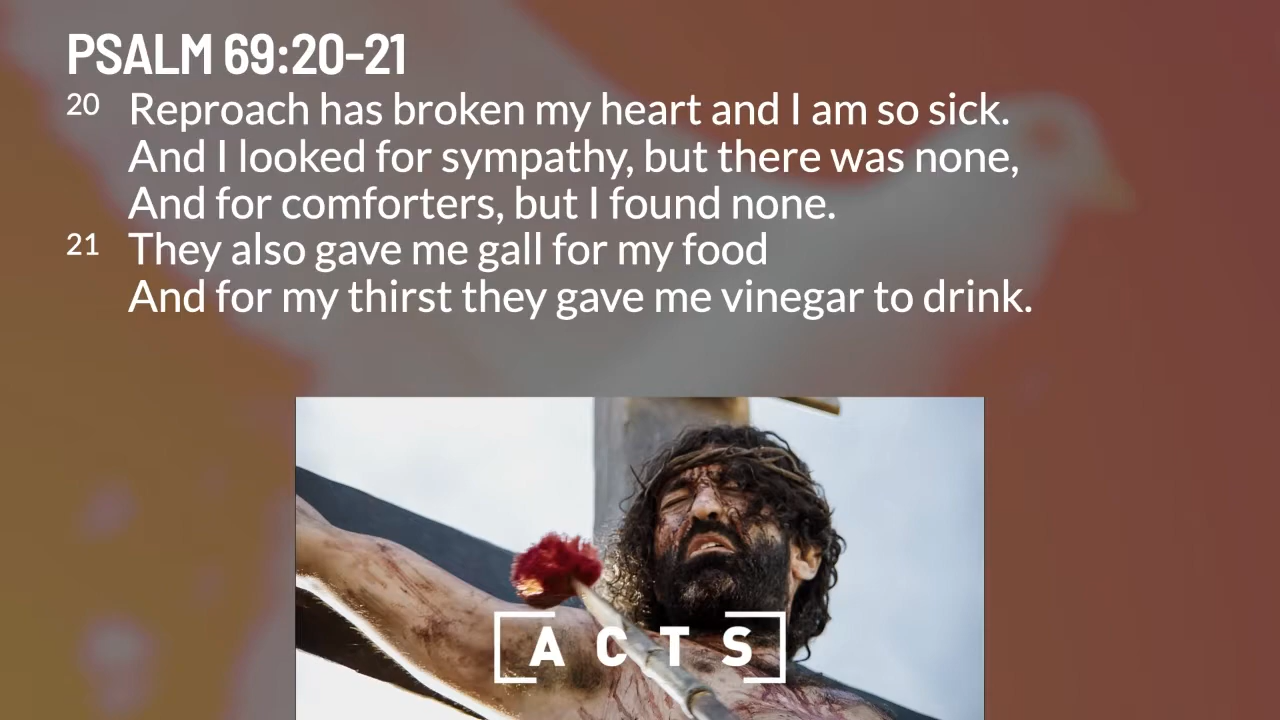 PSALM 69:20-21
20 Reproach has broken my heart and I am so sick.
And I looked for sympathy, but there was none,
And for comforters, but I found none.
21 They also gave me gall for my food
And for my thirst they gave me vinegar to drink.
ACTS